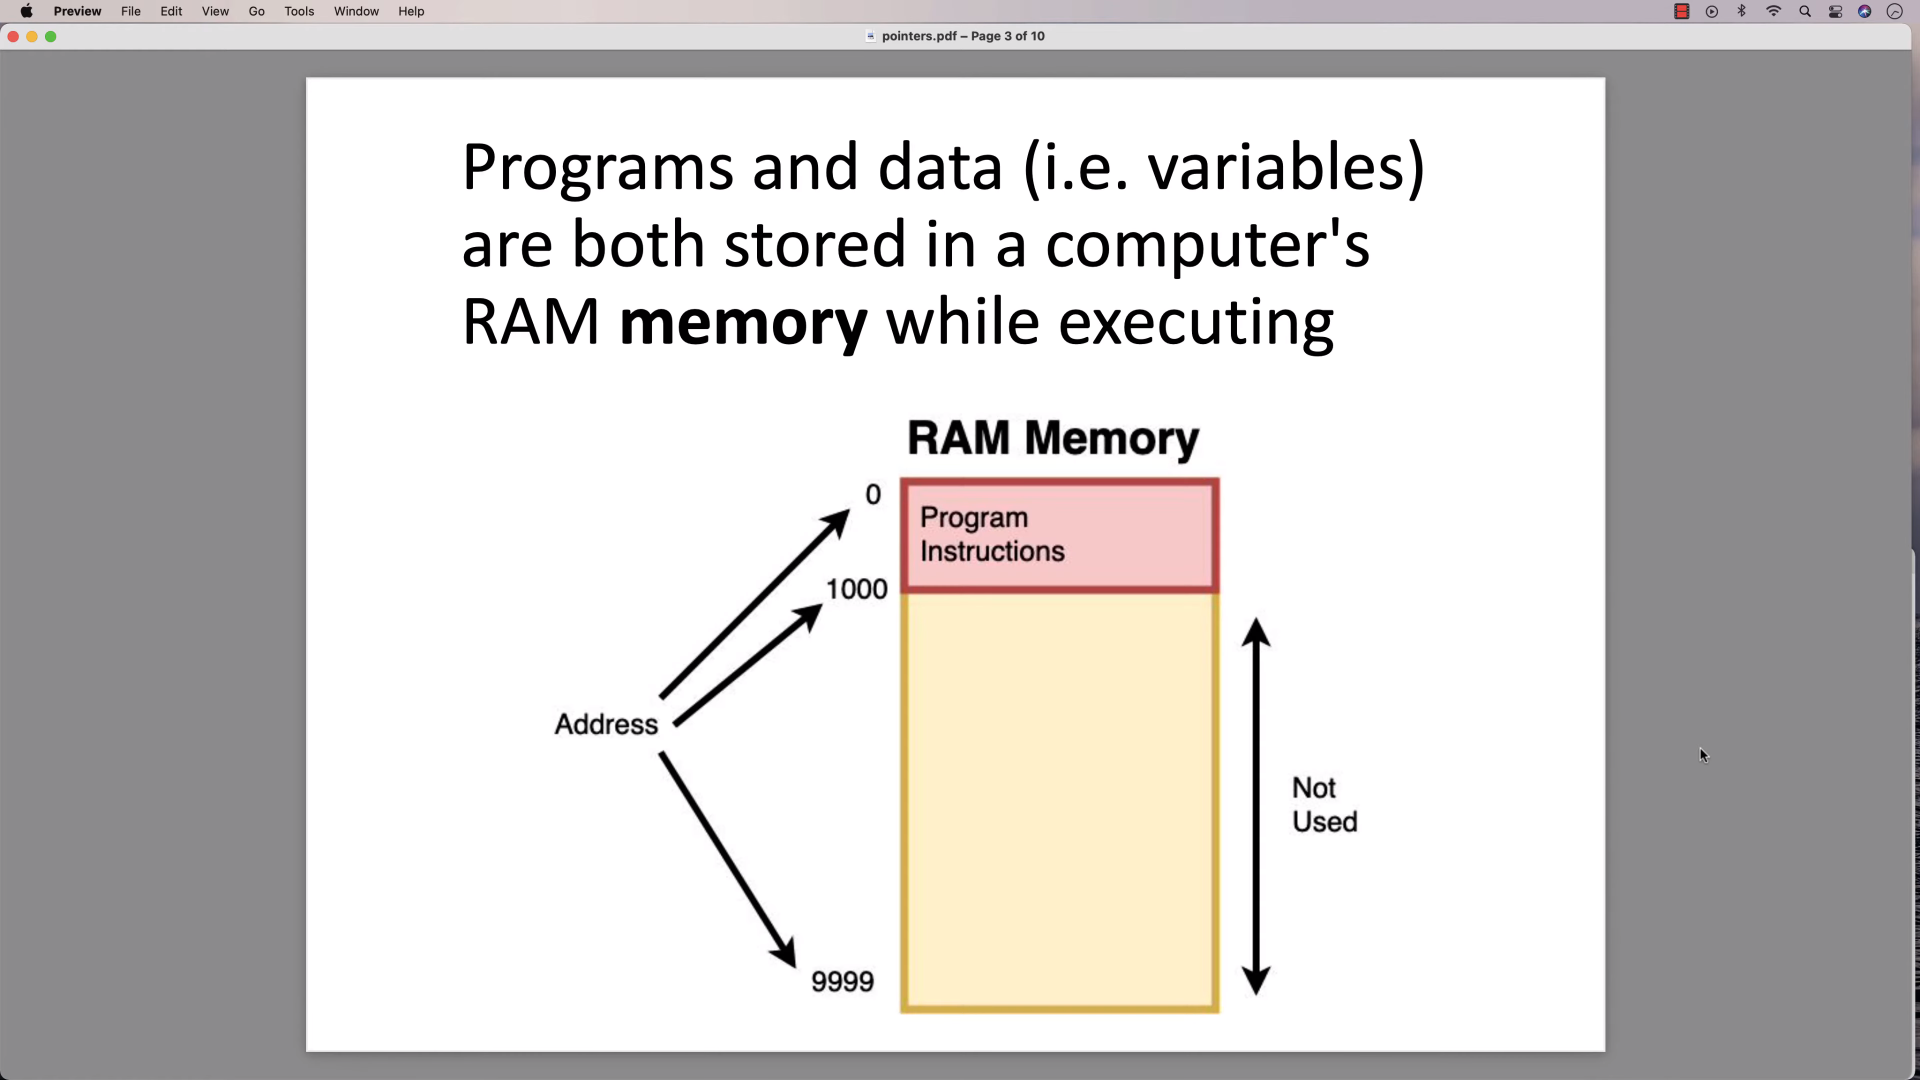 Preview File Edit View Go Tools Window Help
pointers.pdf – Page 3 of 10
Programs and data (i.e. variables)
are both stored in a computer's
RAM memory while executing
RAM Memory
0
Program
Instructions
1000
Address
Not
Used
9999